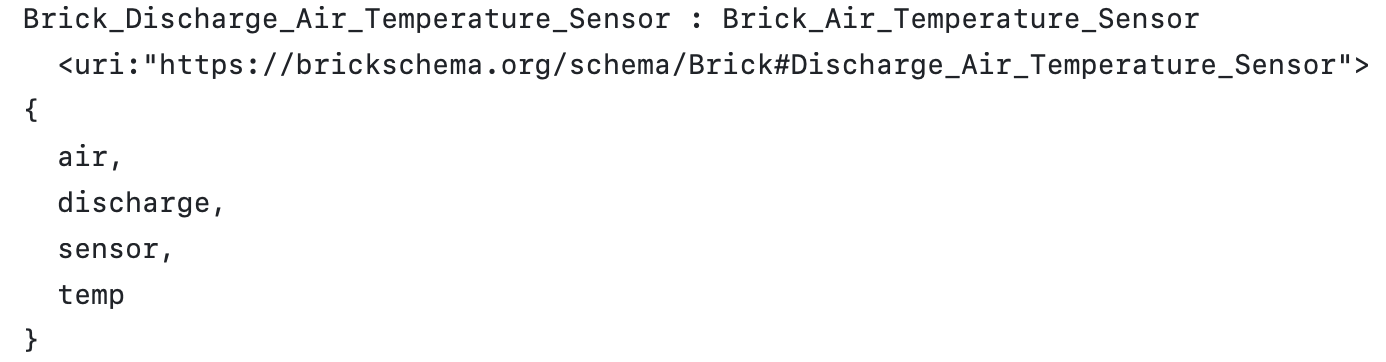 Brick_Discharge_Air_Temperature_Sensor : Brick_Air_Temperature_Sensor
<uri:"https://brickschema.org/schema/Brick#Discharge_Air_Temperature_Sensor">
{
air,
discharge,
sensor,
temp
}